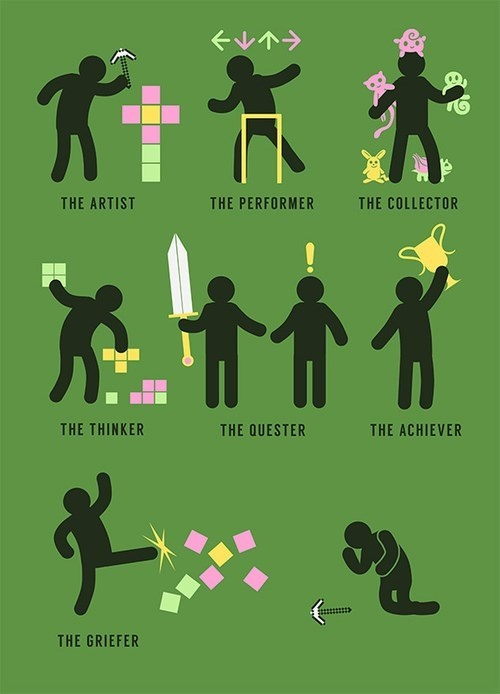 THE ARTIST
THE PERFORMER
THE COLLECTOR
THE THINKER
THE QUESTER
THE ACHIEVER
THE GRIEFER